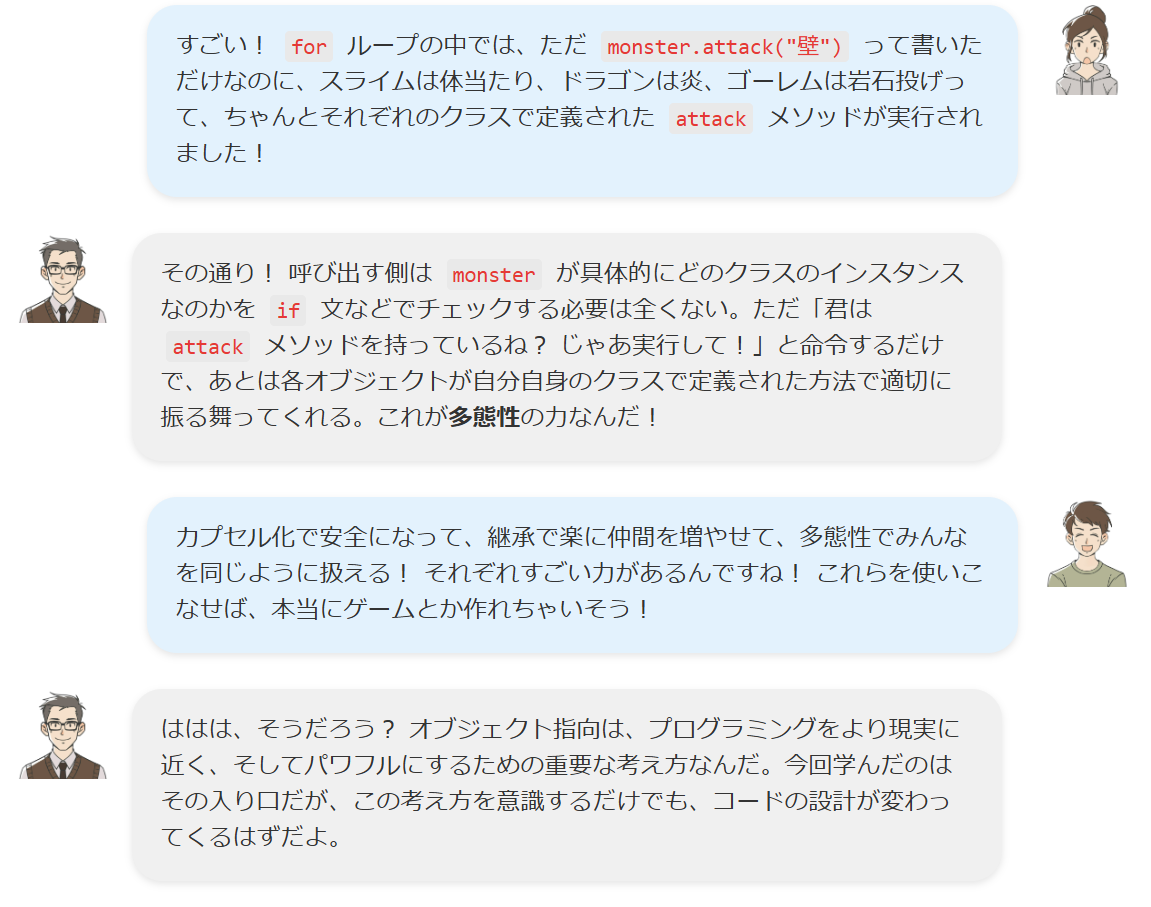 すごい！ for ループの中では、ただ monster.attack("壁") って書いた
だけなのに、スライムは体当たり、ドラゴンは炎、ゴーレムは岩石投げっ
て、ちゃんとそれぞれのクラスで定義された attack メソッドが実行され
ました！
その通り！ 呼び出す側は monster が具体的にどのクラスのインスタンス
なのかを if 文などでチェックする必要は全くない。ただ「君は
attack メソッドを持っているね？ じゃあ実行して！」と命令するだけ
で、あとは各オブジェクトが自分自身のクラスで定義された方法で適切に
振る舞ってくれる。これが多態性の力なんだ！
カプセル化で安全になって、継承で楽に仲間を増やせて、多態性でみんな
を同じように扱える！ それぞれすごい力があるんですね！ これらを使いこ
なせば、本当にゲームとか作れちゃいそう！
ははは、そうだろう？ オブジェクト指向は、プログラミングをより現実に
近く、そしてパワフルにするための重要な考え方なんだ。今回学んだのは
その入り口だが、この考え方を意識するだけでも、コードの設計が変わっ
てくるはずだよ。